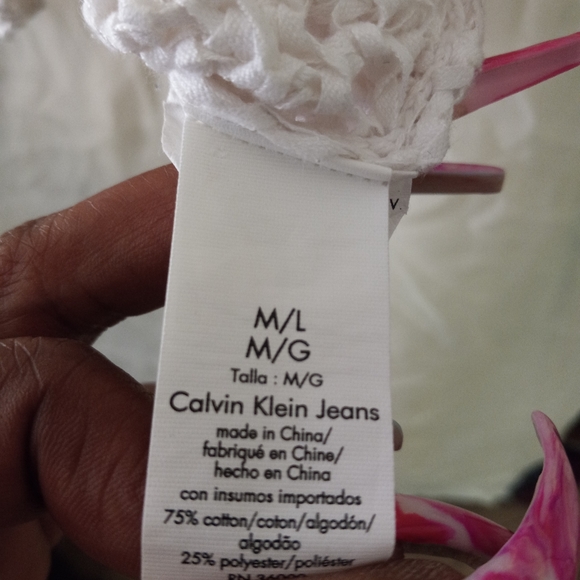 V.
M/L
M/G
Talla : M/G
Calvin Klein Jeans
made in China/
fabriqué en Chine/
hecho en China
con insumos importados
75% cotton/coton/algodón/
algodão
25% polyester/poliéster
RN